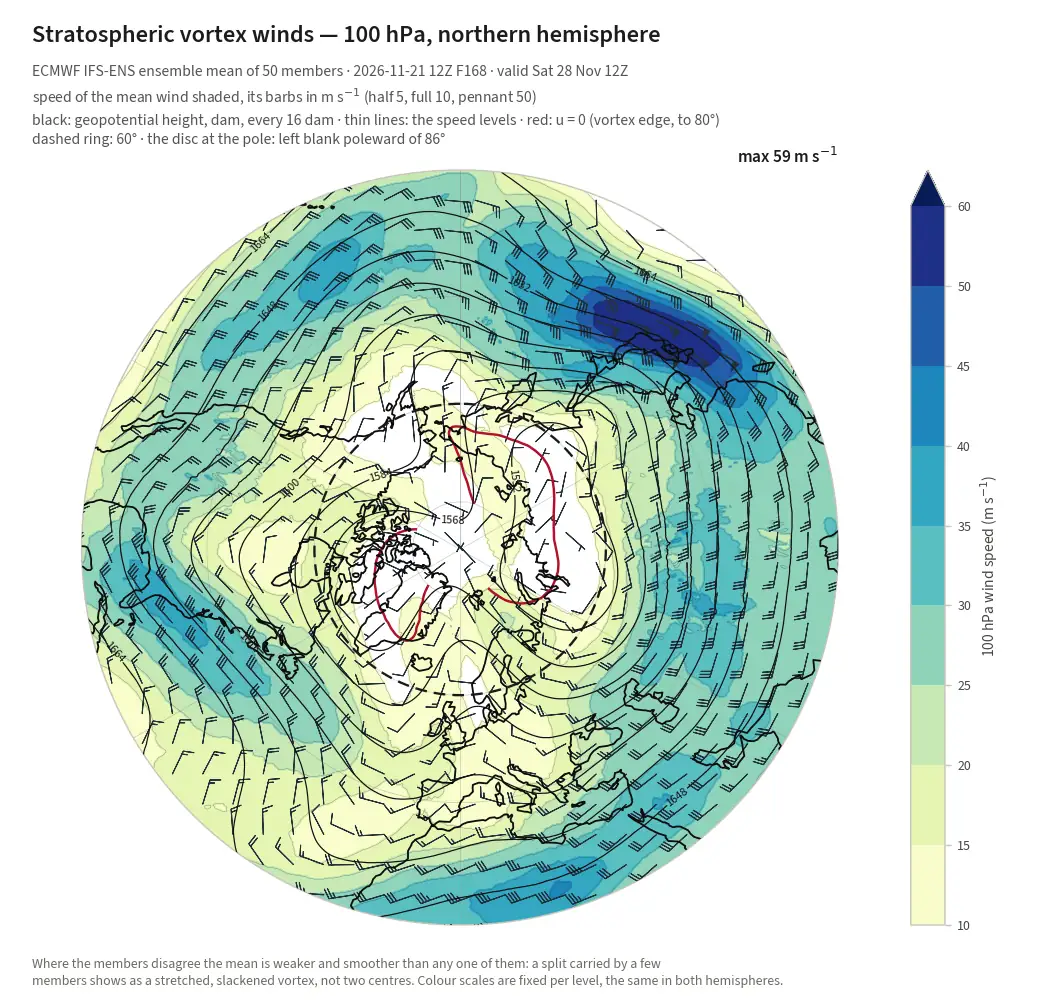 Stratospheric vortex winds — 100 hPa, northern hemisphere
ECMWF IFS-ENS ensemble mean of 50 members · 2026-11-21 12Z F168 · valid Sat 28 Nov 12Z
speed of the mean wind shaded, its barbs in m s⁻¹ (half 5, full 10, pennant 50)
black: geopotential height, dam, every 16 dam · thin lines: the speed levels · red: u = 0 (vortex edge, to 80°)
dashed ring: 60° · the disc at the pole: left blank poleward of 86°
max 59 m s⁻¹
60
50
45
40
35
30
25
20
15
10
100 hPa wind speed (m s⁻¹)
1664
1648
1600
1568
1664
1648
Where the members disagree the mean is weaker and smoother than any one of them: a split carried by a few
members shows as a stretched, slackened vortex, not two centres. Colour scales are fixed per level, the same in both hemispheres.